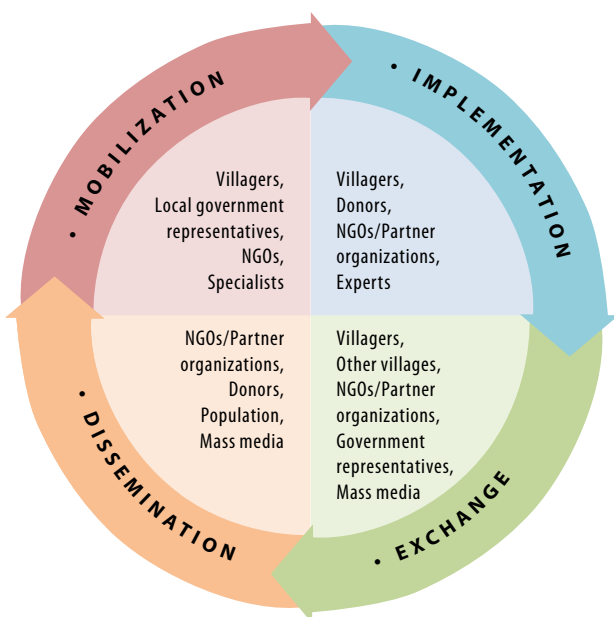 • MOBILIZATION
Villagers,
Local government
representatives,
NGOs,
Specialists
• IMPLEMENTATION
Villagers,
Donors,
NGOs/Partner
organizations,
Experts
• EXCHANGE
Villagers,
Other villages,
NGOs/Partner
organizations,
Government
representatives,
Mass media
• DISSEMINATION
NGOs/Partner
organizations,
Donors,
Population,
Mass media